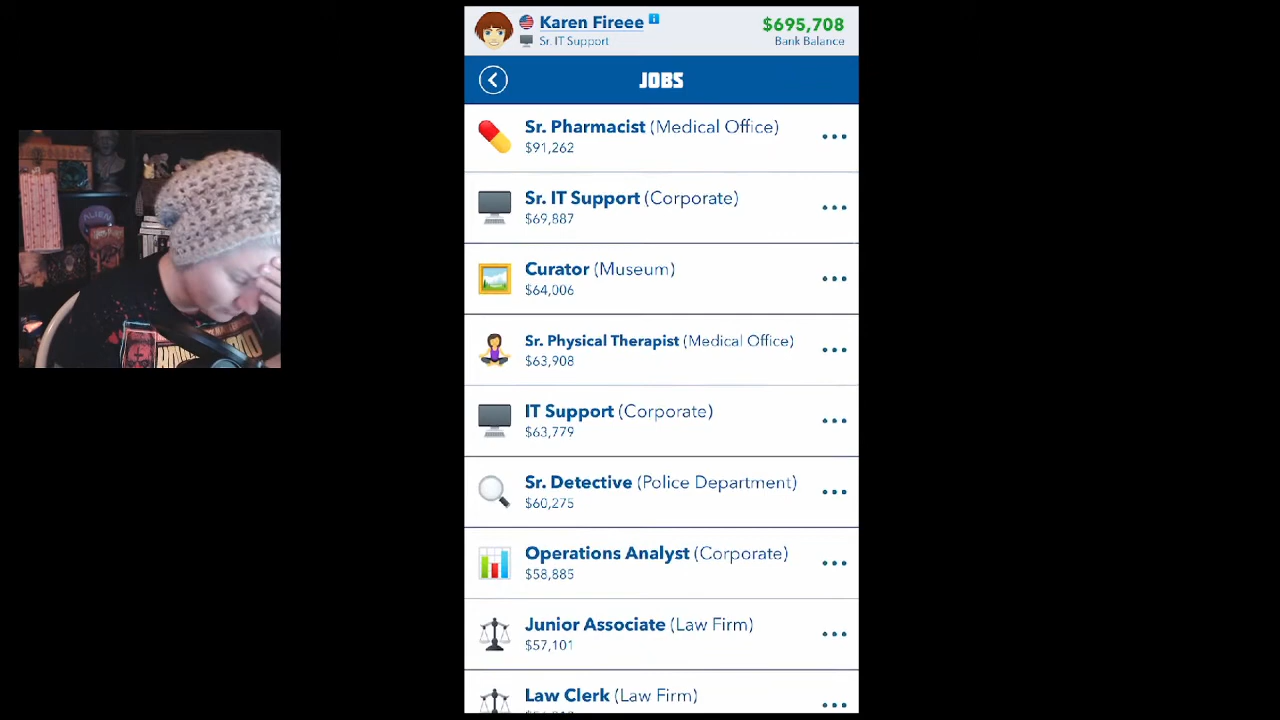 Karen Fireee
Sr. IT Support
$695,708
Bank Balance
JOBS
Sr. Pharmacist (Medical Office)
$91,262
Sr. IT Support (Corporate)
$69,887
Curator (Museum)
$64,006
Sr. Physical Therapist (Medical Office)
$63,908
IT Support (Corporate)
$63,779
Sr. Detective (Police Department)
$60,275
Operations Analyst (Corporate)
$58,885
Junior Associate (Law Firm)
$57,101
Law Clerk (Law Firm)
ALIEN